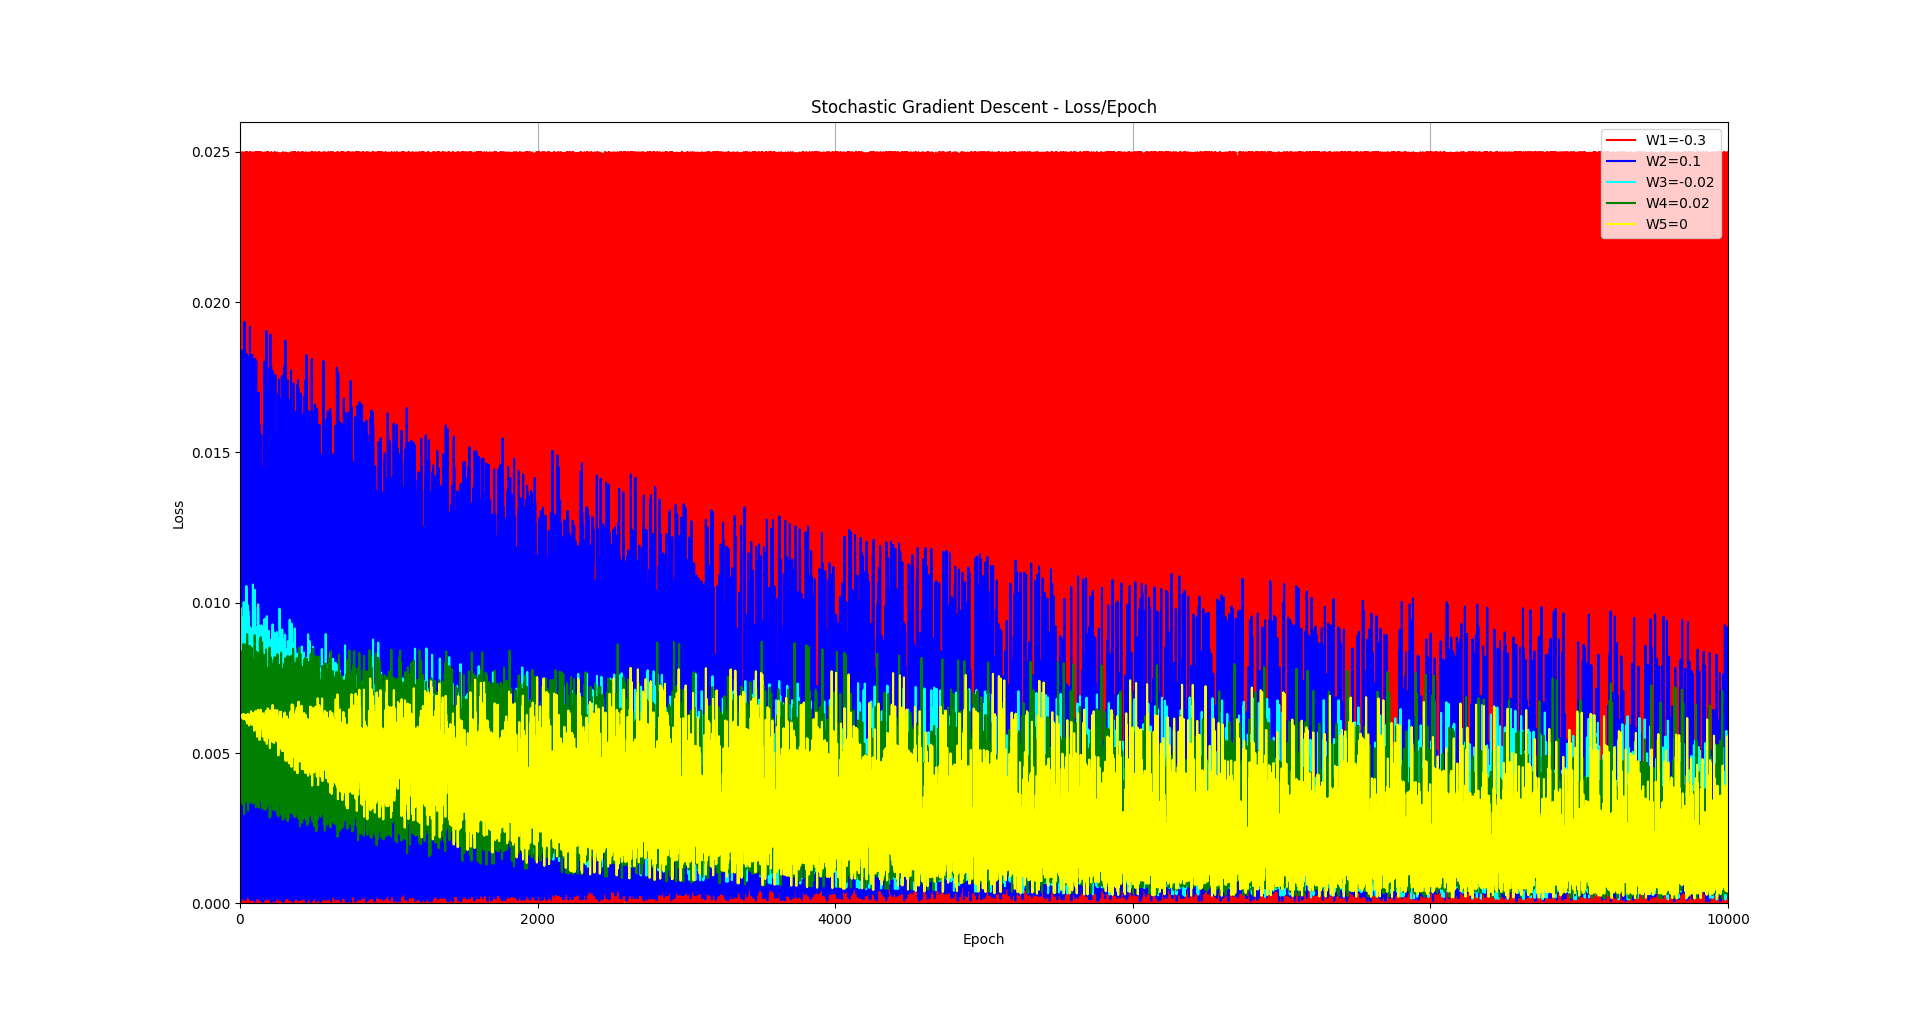 Stochastic Gradient Descent - Loss/Epoch
W1=-0.3
W2=0.1
W3=-0.02
W4=0.02
W5=0
0.025
0.020
0.015
0.010
0.005
0.000
Loss
0 2000 4000 6000 8000 10000
Epoch